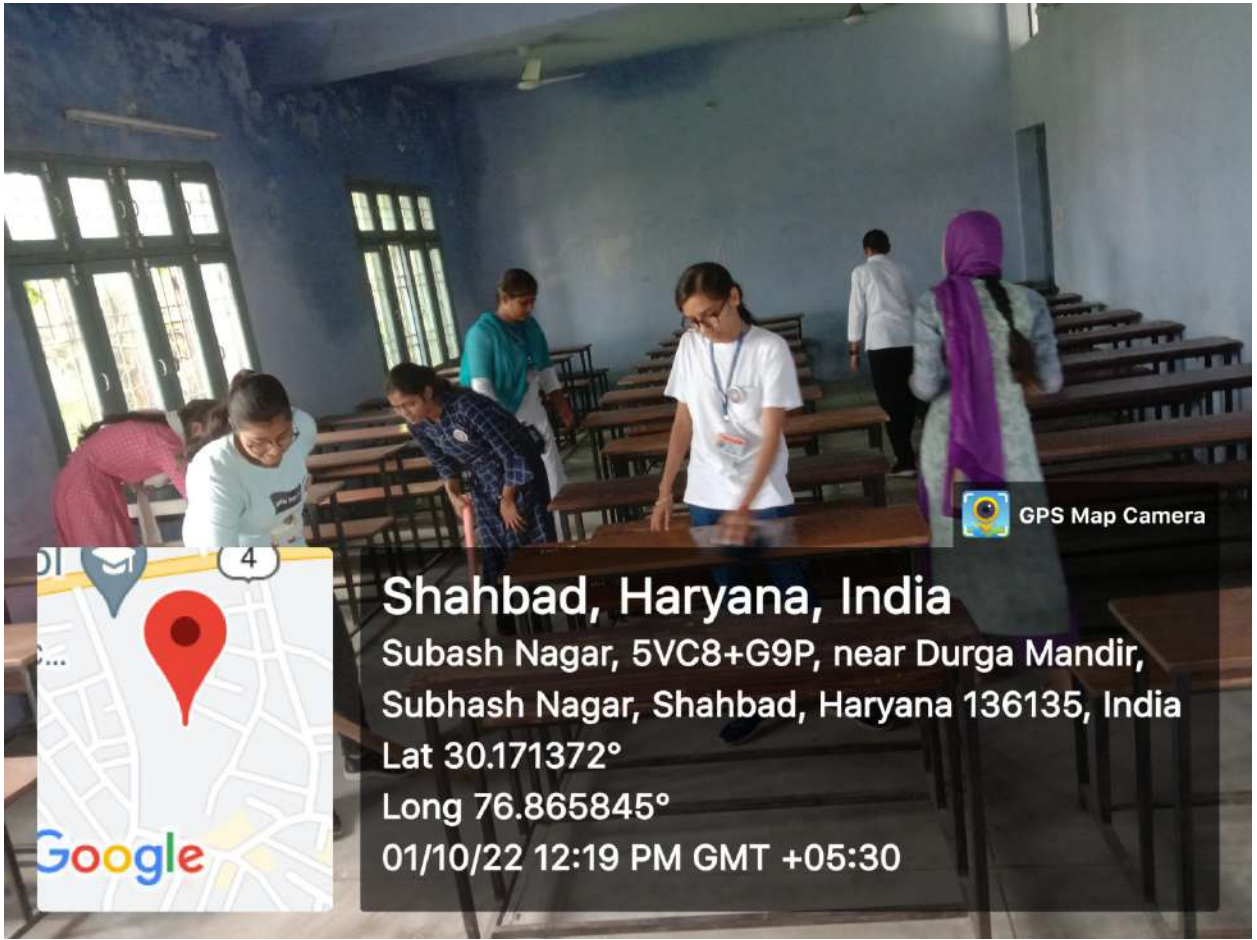 GPS Map Camera
4
Google
Shahbad, Haryana, India
Subash Nagar, 5VC8+G9P, near Durga Mandir,
Subhash Nagar, Shahbad, Haryana 136135, India
Lat 30.171372°
Long 76.865845°
01/10/22 12:19 PM GMT +05:30